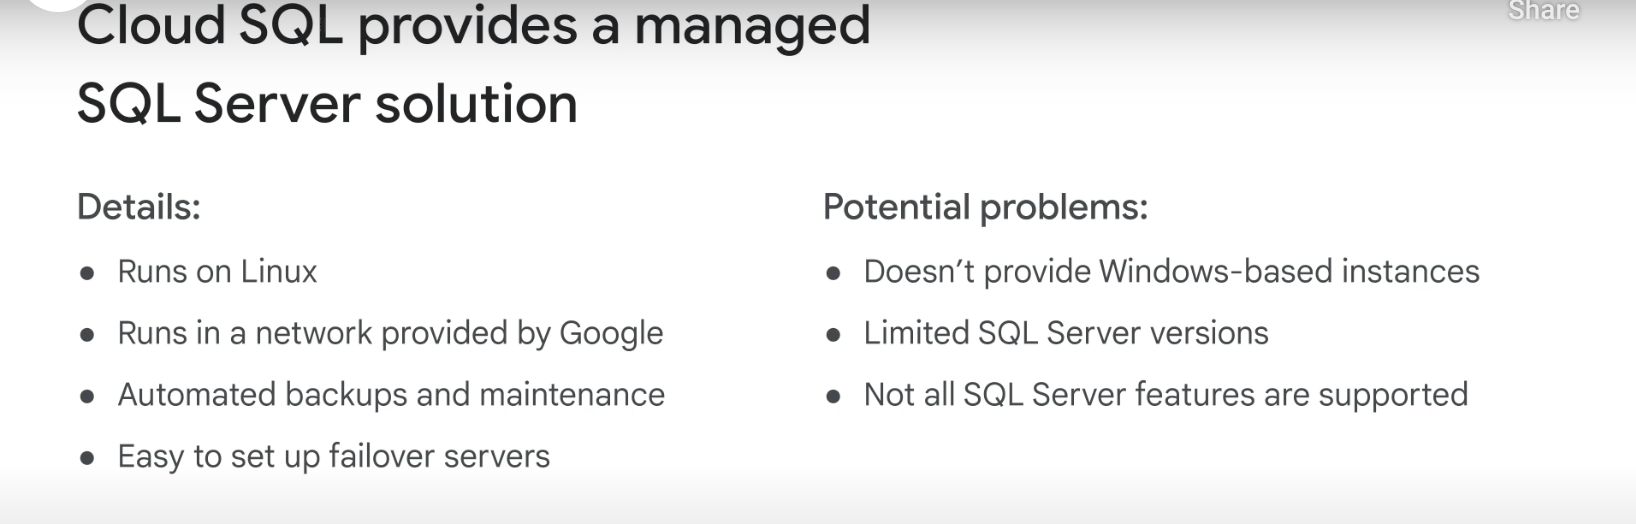 Share
Cloud SQL provides a managed
SQL Server solution
Details:
● Runs on Linux
● Runs in a network provided by Google
● Automated backups and maintenance
● Easy to set up failover servers
Potential problems:
● Doesn’t provide Windows-based instances
● Limited SQL Server versions
● Not all SQL Server features are supported